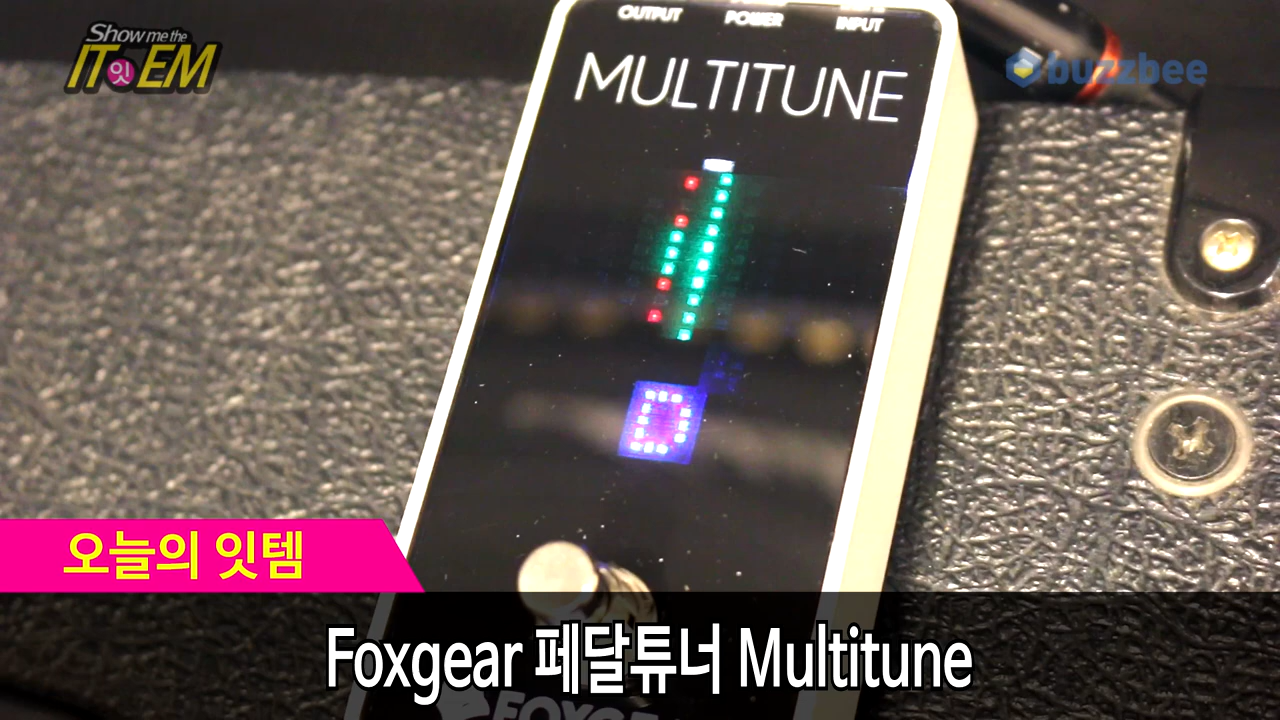 Show me the
IT잇EM
buzzbee
OUTPUT
POWER
INPUT
MULTITUNE
D
오늘의 잇템
Foxgear 페달튜너 Multitune